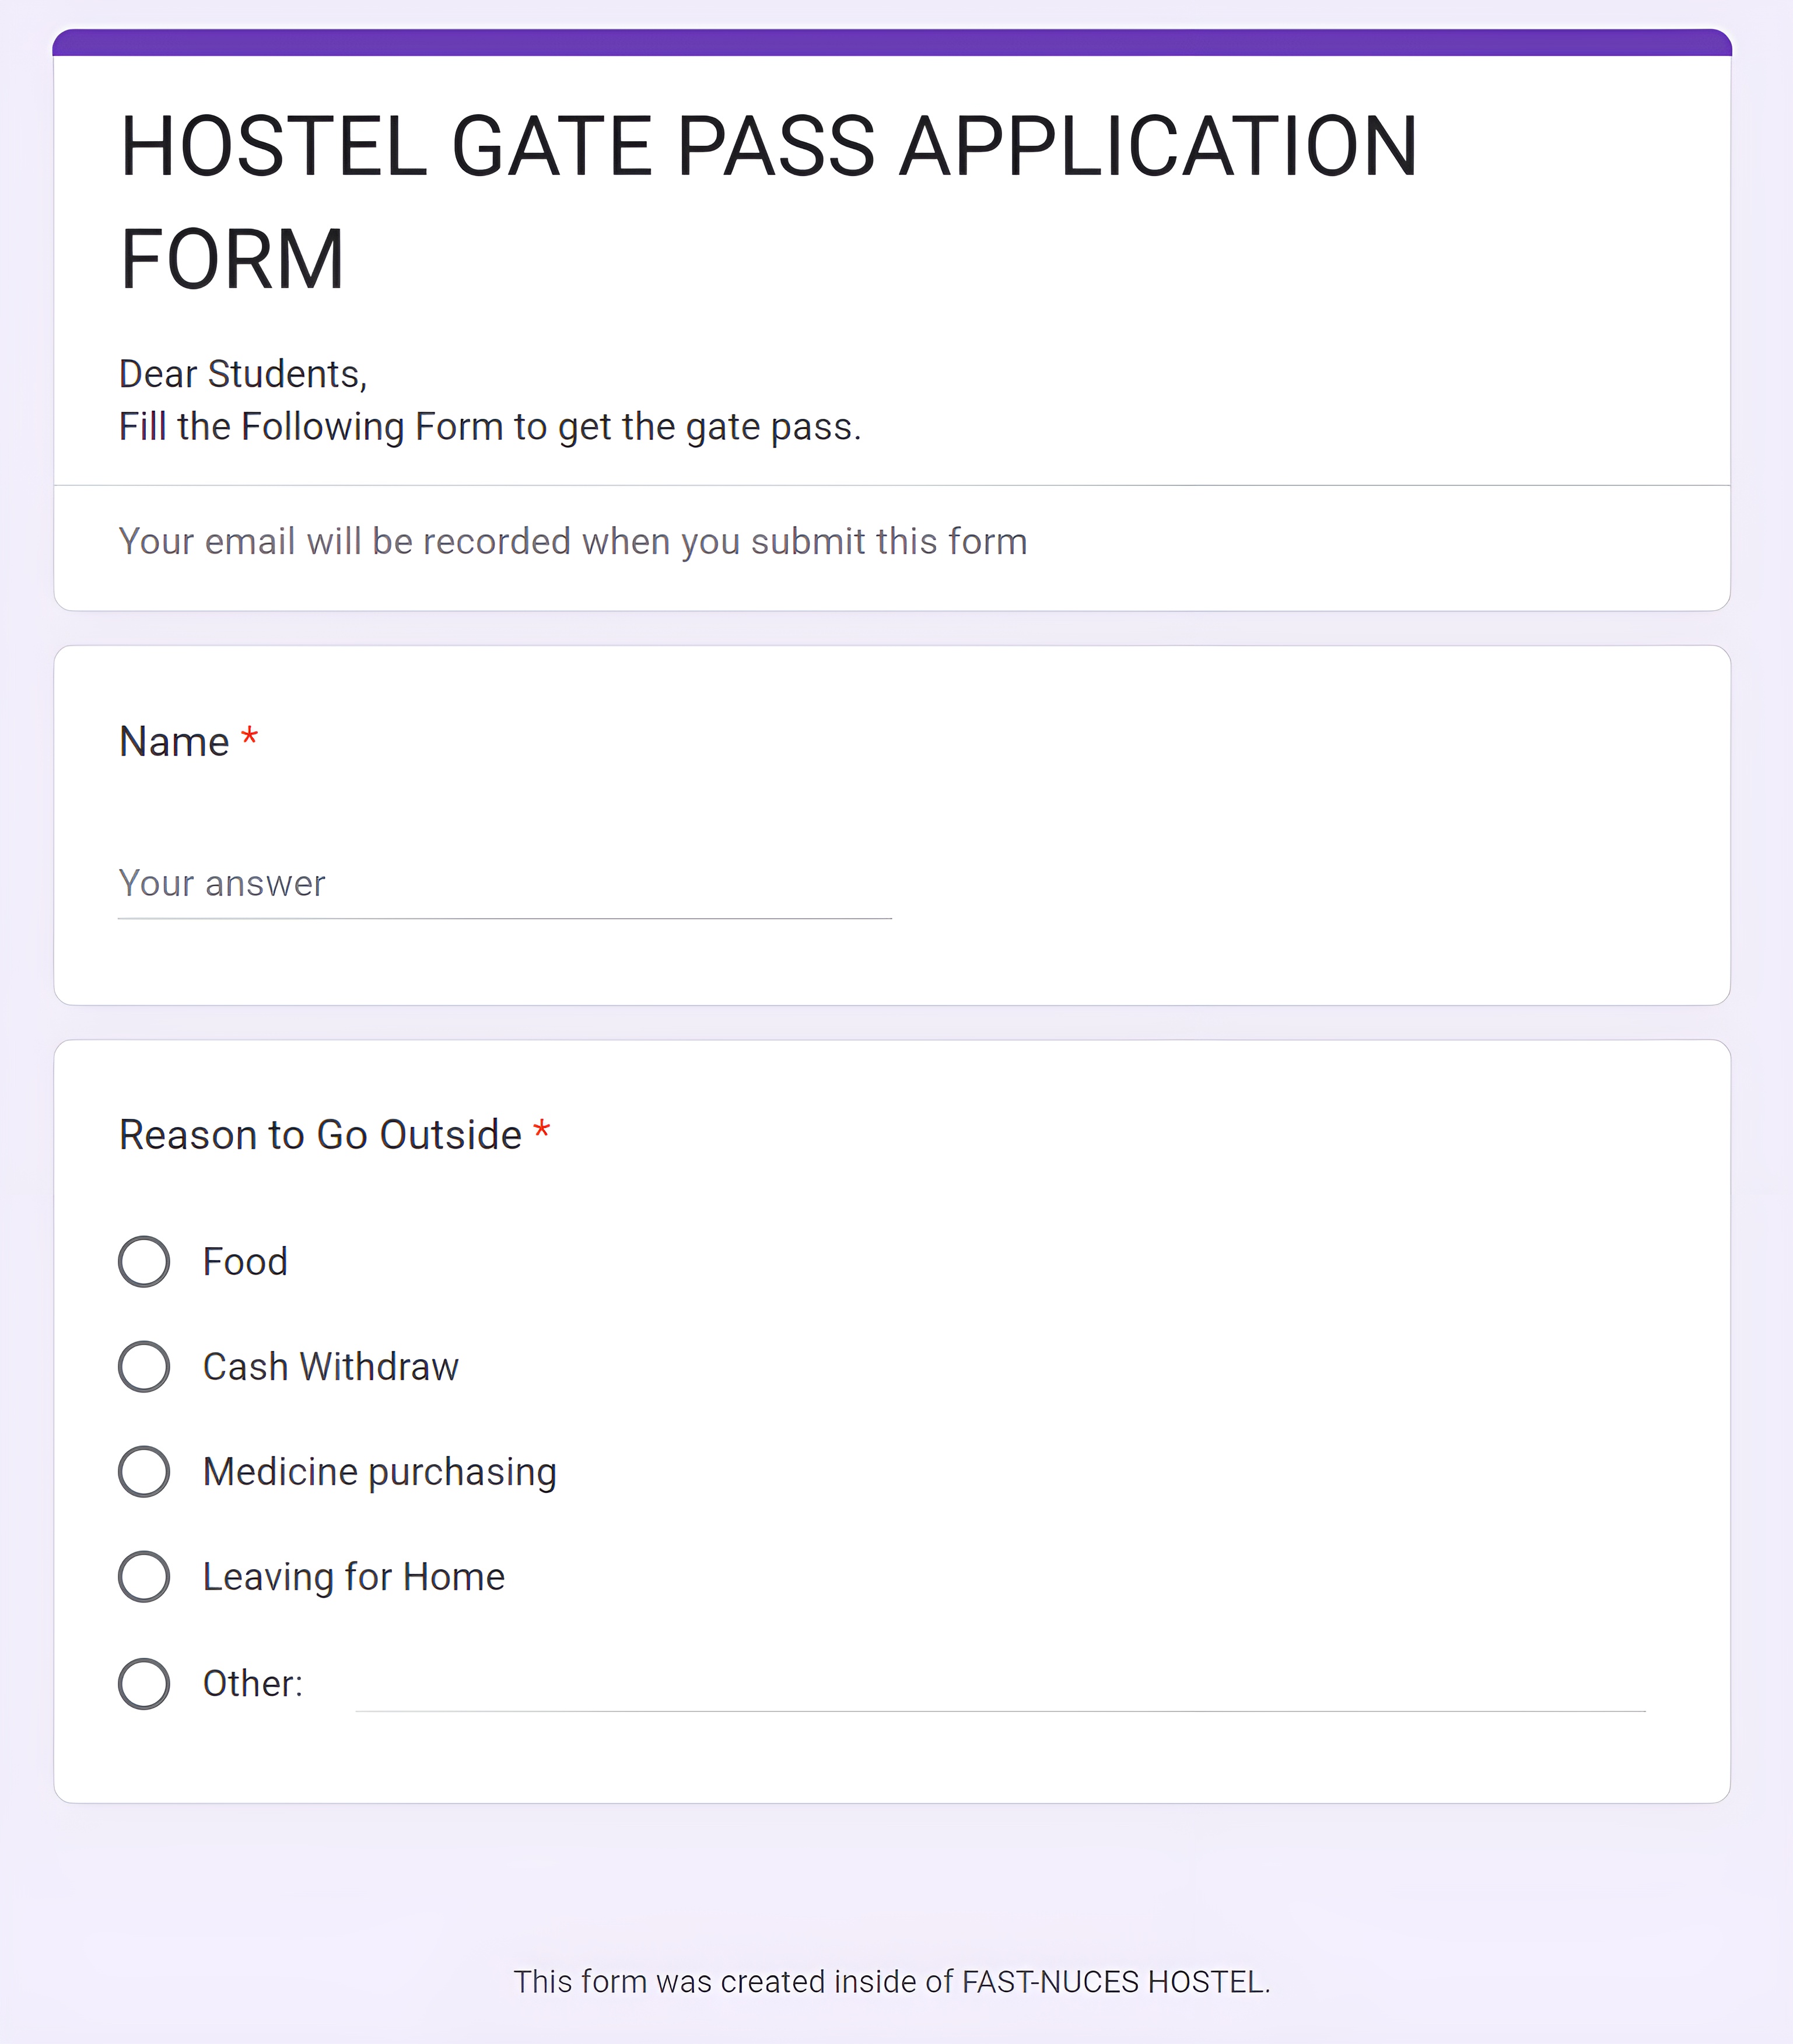 HOSTEL GATE PASS APPLICATION
FORM
Dear Students,
Fill the Following Form to get the gate pass.
Your email will be recorded when you submit this form
Name *
Your answer
Reason to Go Outside *
Food
Cash Withdraw
Medicine purchasing
Leaving for Home
Other:
This form was created inside of FAST-NUCES HOSTEL.